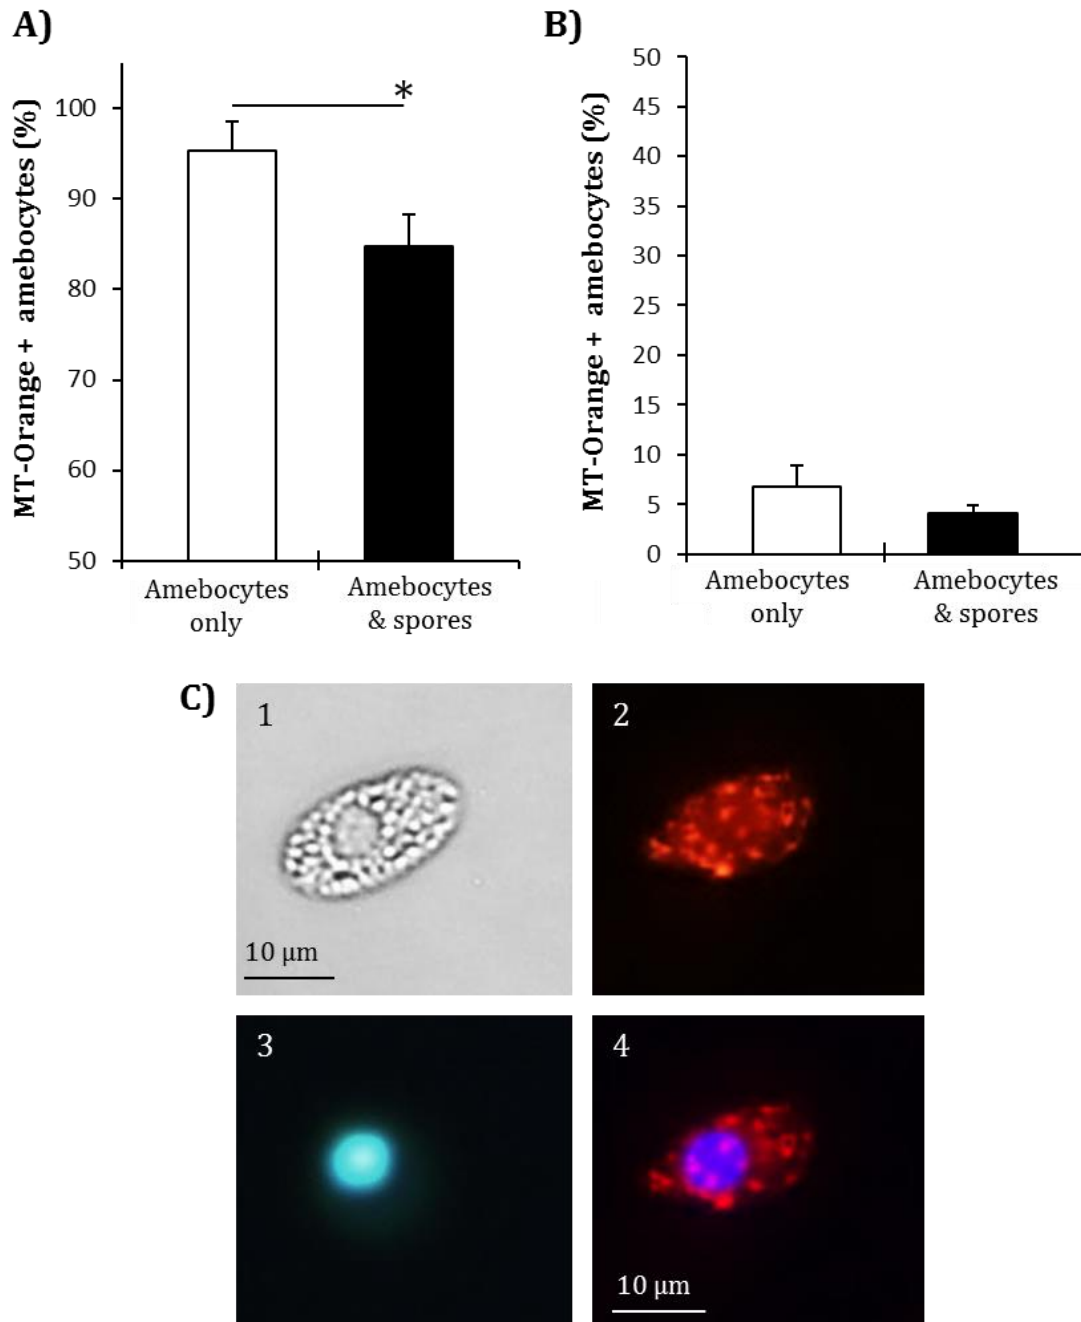 A)
MT-Orange + amebocytes (%)
100
90
80
70
60
50
*
Amebocytes
only
Amebocytes
& spores
B)
MT-Orange + amebocytes (%)
50
45
40
35
30
25
20
15
10
5
0
Amebocytes
only
Amebocytes
& spores
C)
1
10 μm
2
3
4
10 μm